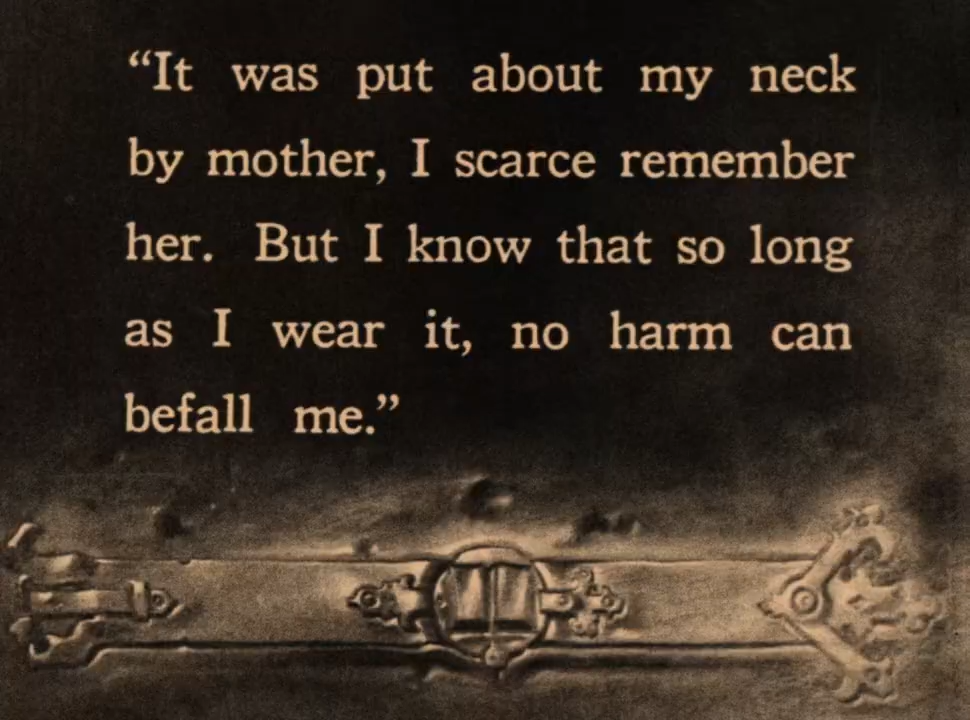 “It was put about my neck
by mother, I scarce remember
her. But I know that so long
as I wear it, no harm can
befall me.”